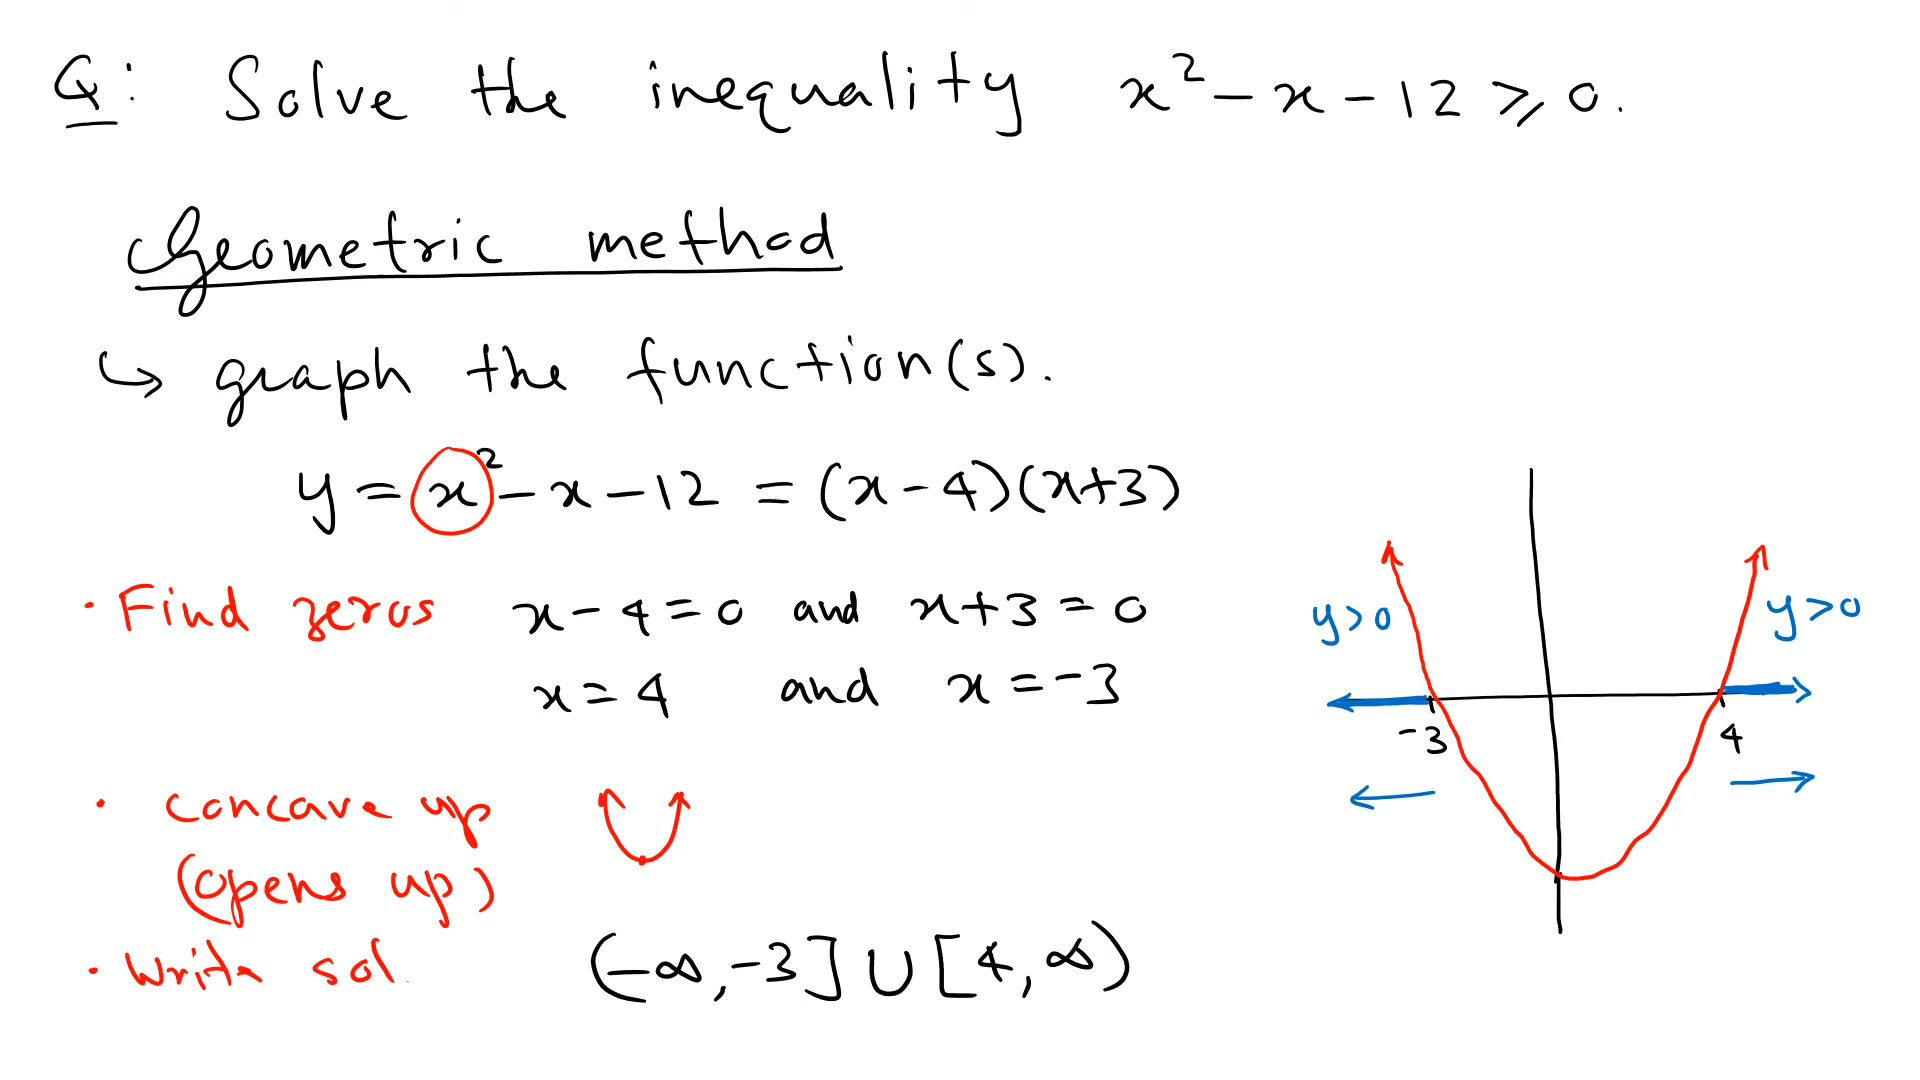 Q: Solve the inequality x² - x - 12 ⩾ 0.
Geometric method
↪ graph the function(s).
y = x² - x - 12 = (x - 4)(x+3)
• Find zeros x - 4 = 0 and x+3 = 0
x = 4 and x = -3
• concave up
(opens up)
• Write sol. (-∞, -3] ∪ [4, ∞)
y>0 y>0
-3 4